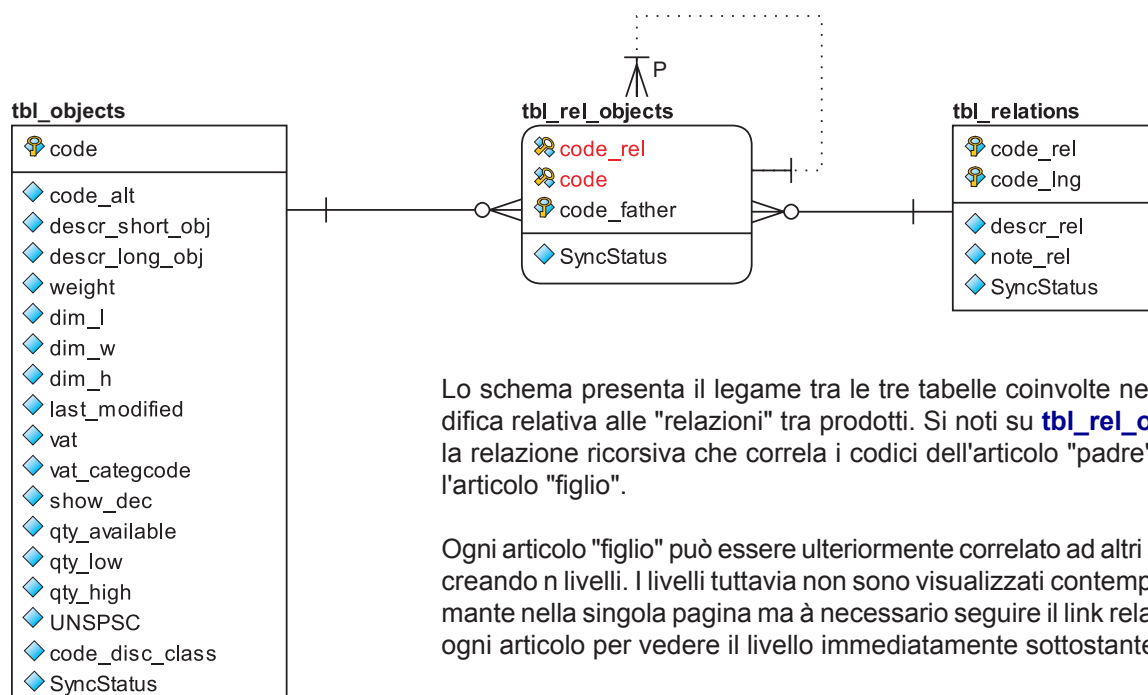 P
tbl_objects
code
code_alt
descr_short_obj
descr_long_obj
weight
dim_l
dim_w
dim_h
last_modified
vat
vat_categcode
show_dec
qty_available
qty_low
qty_high
UNSPSC
code_disc_class
SyncStatus
tbl_rel_objects
code_rel
code
code_father
SyncStatus
tbl_relations
code_rel
code_lng
descr_rel
note_rel
SyncStatus
Lo schema presenta il legame tra le tre tabelle coinvolte ne
difica relativa alle "relazioni" tra prodotti. Si noti su tbl_rel_o
la relazione ricorsiva che correla i codici dell'articolo "padre"
l'articolo "figlio".
Ogni articolo "figlio" può essere ulteriormente correlato ad altri
creando n livelli. I livelli tuttavia non sono visualizzati contemp
mante nella singola pagina ma à necessario seguire il link rela
ogni articolo per vedere il livello immediatamente sottostante